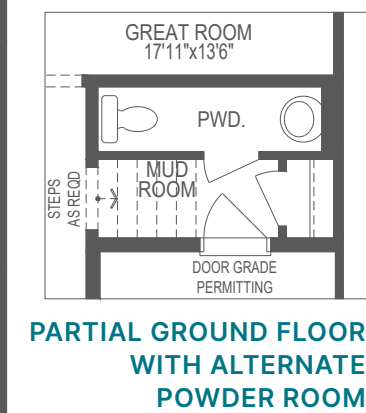 GREAT ROOM
17'11"x13'6"
PWD.
MUD
ROOM
STEPS
AS REQD
DOOR GRADE
PERMITTING
PARTIAL GROUND FLOOR
WITH ALTERNATE
POWDER ROOM